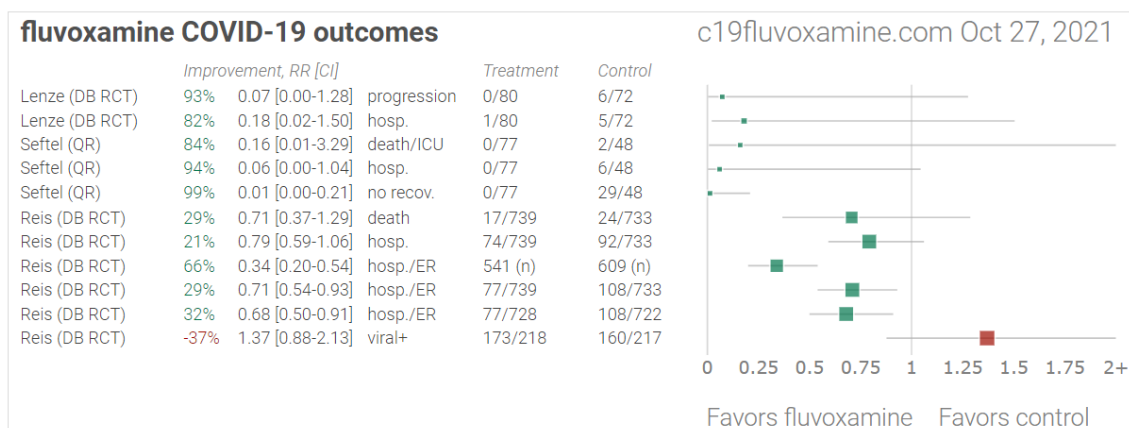 fluvoxamine COVID-19 outcomes c19fluvoxamine.com Oct 27, 2021
Improvement, RR [CI] Treatment Control
Lenze (DB RCT) 93% 0.07 [0.00-1.28] progression 0/80 6/72
Lenze (DB RCT) 82% 0.18 [0.02-1.50] hosp. 1/80 5/72
Seftel (QR) 84% 0.16 [0.01-3.29] death/ICU 0/77 2/48
Seftel (QR) 94% 0.06 [0.00-1.04] hosp. 0/77 6/48
Seftel (QR) 99% 0.01 [0.00-0.21] no recov. 0/77 29/48
Reis (DB RCT) 29% 0.71 [0.37-1.29] death 17/739 24/733
Reis (DB RCT) 21% 0.79 [0.59-1.06] hosp. 74/739 92/733
Reis (DB RCT) 66% 0.34 [0.20-0.54] hosp./ER 541 (n) 609 (n)
Reis (DB RCT) 29% 0.71 [0.54-0.93] hosp./ER 77/739 108/733
Reis (DB RCT) 32% 0.68 [0.50-0.91] hosp./ER 77/728 108/722
Reis (DB RCT) -37% 1.37 [0.88-2.13] viral+ 173/218 160/217
0 0.25 0.5 0.75 1 1.25 1.5 1.75 2+
Favors fluvoxamine Favors control